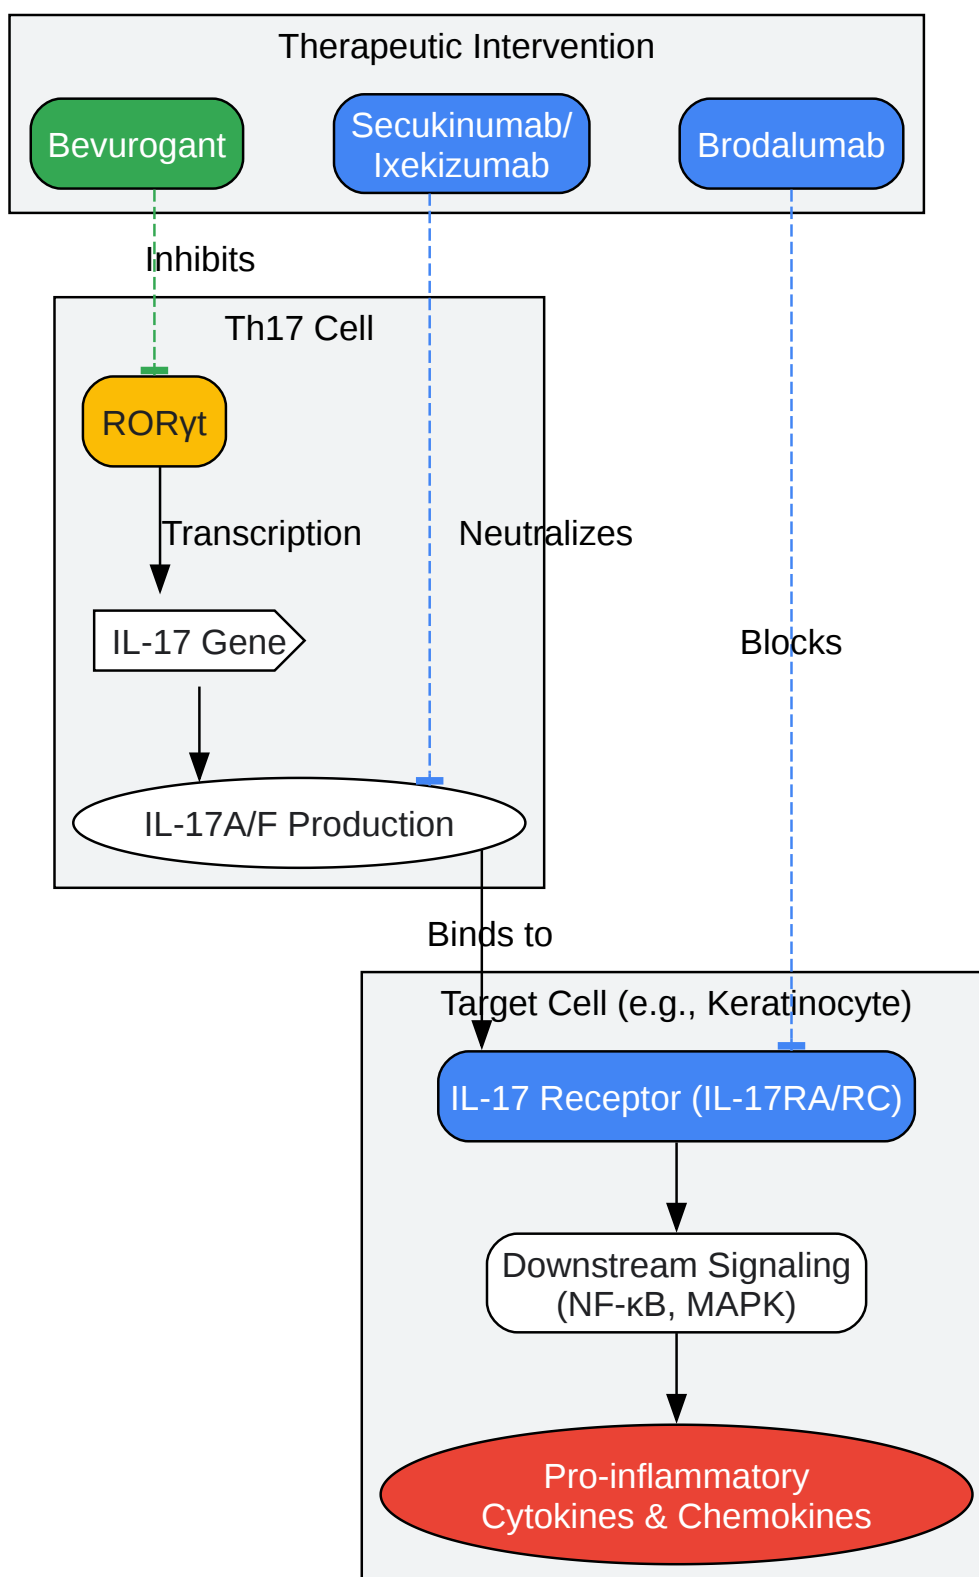 Therapeutic Intervention
Bevurogant
Secukinumab/
Ixekizumab
Brodalumab
Inhibits
Th17 Cell
RORγt
Transcription
Neutralizes
IL-17 Gene
Blocks
IL-17A/F Production
Binds to
Target Cell (e.g., Keratinocyte)
IL-17 Receptor (IL-17RA/RC)
Downstream Signaling
(NF-κB, MAPK)
Pro-inflammatory
Cytokines & Chemokines